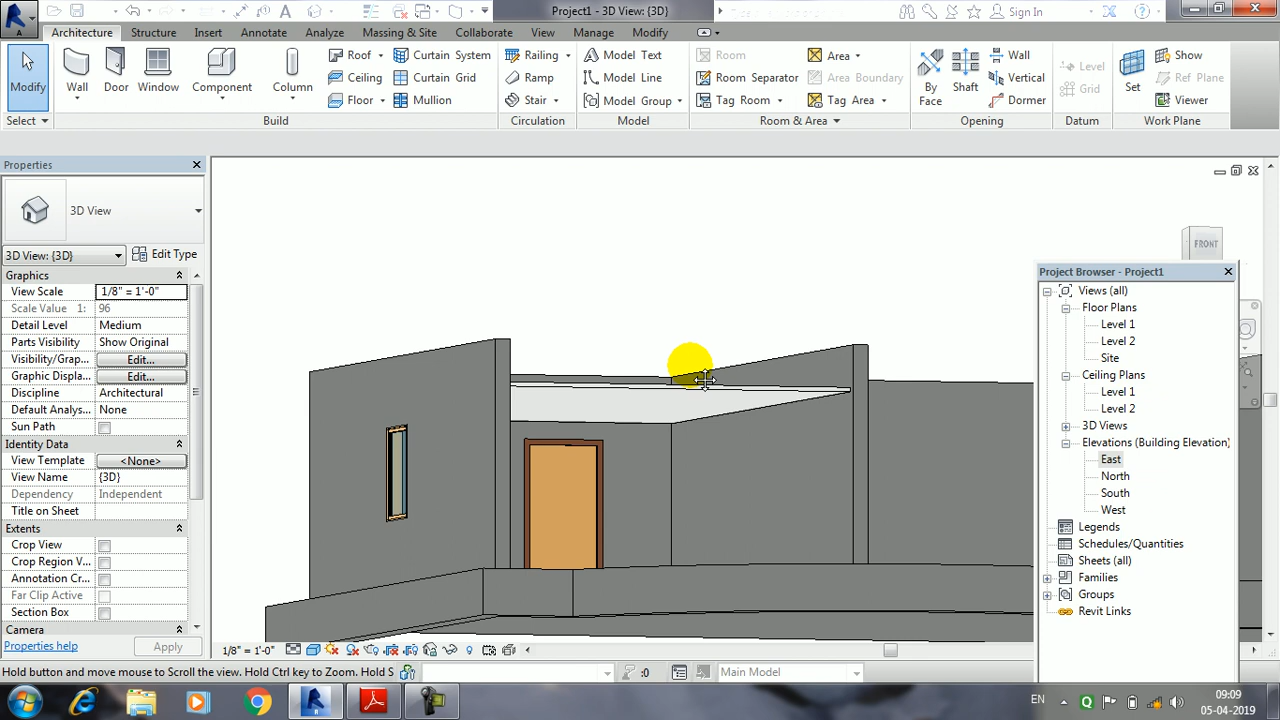 Project1 - 3D View: {3D}
Sign In
Architecture Structure Insert Annotate Analyze Massing & Site Collaborate View Manage Modify
Modify
Wall
Door
Window
Component
Column
Roof
Ceiling
Floor
Curtain System
Curtain Grid
Mullion
Railing
Ramp
Stair
Model Text
Model Line
Model Group
Room
Room Separator
Tag Room
Area
Area Boundary
Tag Area
By
Face
Shaft
Wall
Vertical
Dormer
Level
Grid
Set
Show
Ref Plane
Viewer
Select Build Circulation Model Room & Area Opening Datum Work Plane
Properties
3D View
3D View: {3D} Edit Type
Graphics
View Scale 1/8" = 1'-0"
Scale Value 1: 96
Detail Level Medium
Parts Visibility Show Original
Visibility/Grap... Edit...
Graphic Displa... Edit...
Discipline Architectural
Default Analys... None
Sun Path
Identity Data
View Template <None>
View Name {3D}
Dependency Independent
Title on Sheet
Extents
Crop View
Crop Region V...
Annotation Cr...
Far Clip Active
Section Box
Camera
Properties help Apply
FRONT
Project Browser - Project1
Views (all)
Floor Plans
Level 1
Level 2
Site
Ceiling Plans
Level 1
Level 2
3D Views
Elevations (Building Elevation)
East
North
South
West
Legends
Schedules/Quantities
Sheets (all)
Families
Groups
Revit Links
1/8" = 1'-0"
Hold button and move mouse to Scroll the view. Hold Ctrl key to Zoom. Hold S
:0
Main Model
EN
09:09
05-04-2019